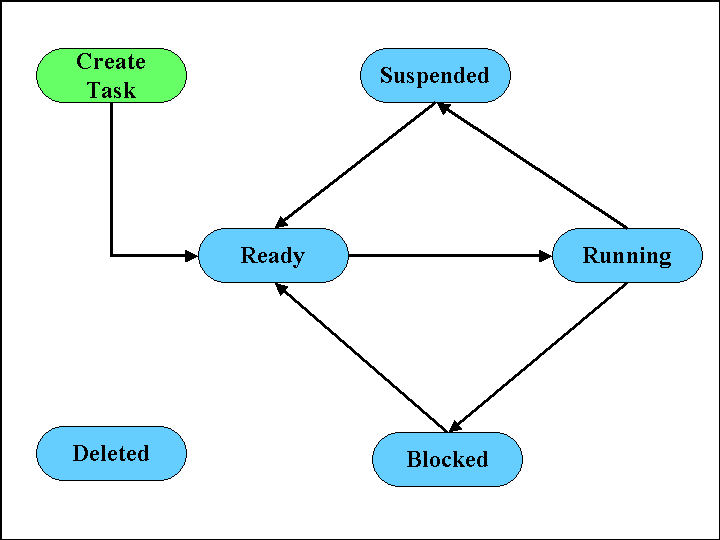 Create
Task
Suspended
Ready
Running
Deleted
Blocked